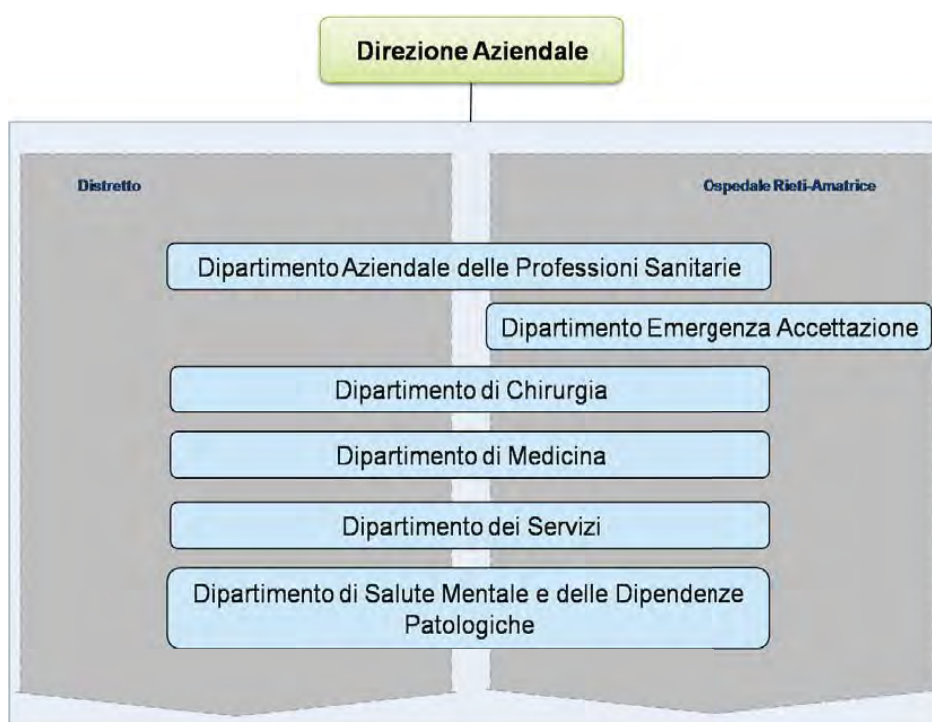 Direzione Aziendale
Distretto
Ospedale Rieti-Amatrice
Dipartimento Aziendale delle Professioni Sanitarie
Dipartimento Emergenza Accettazione
Dipartimento di Chirurgia
Dipartimento di Medicina
Dipartimento dei Servizi
Dipartimento di Salute Mentale e delle Dipendenze
Patologiche